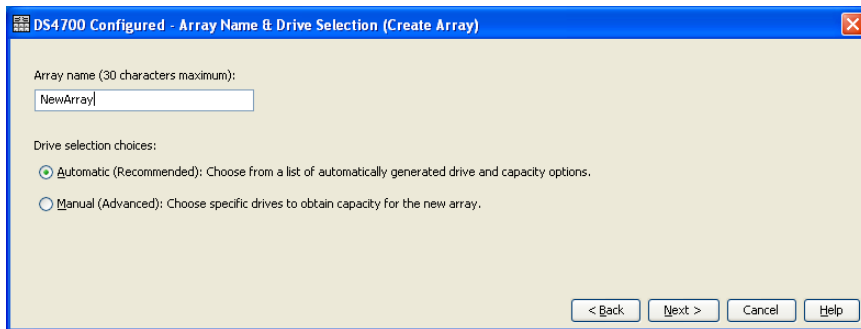 DS4700 Configured - Array Name & Drive Selection (Create Array)
Array name (30 characters maximum):
NewArray
Drive selection choices:
Automatic (Recommended): Choose from a list of automatically generated drive and capacity options.
Manual (Advanced): Choose specific drives to obtain capacity for the new array.
< Back Next > Cancel Help